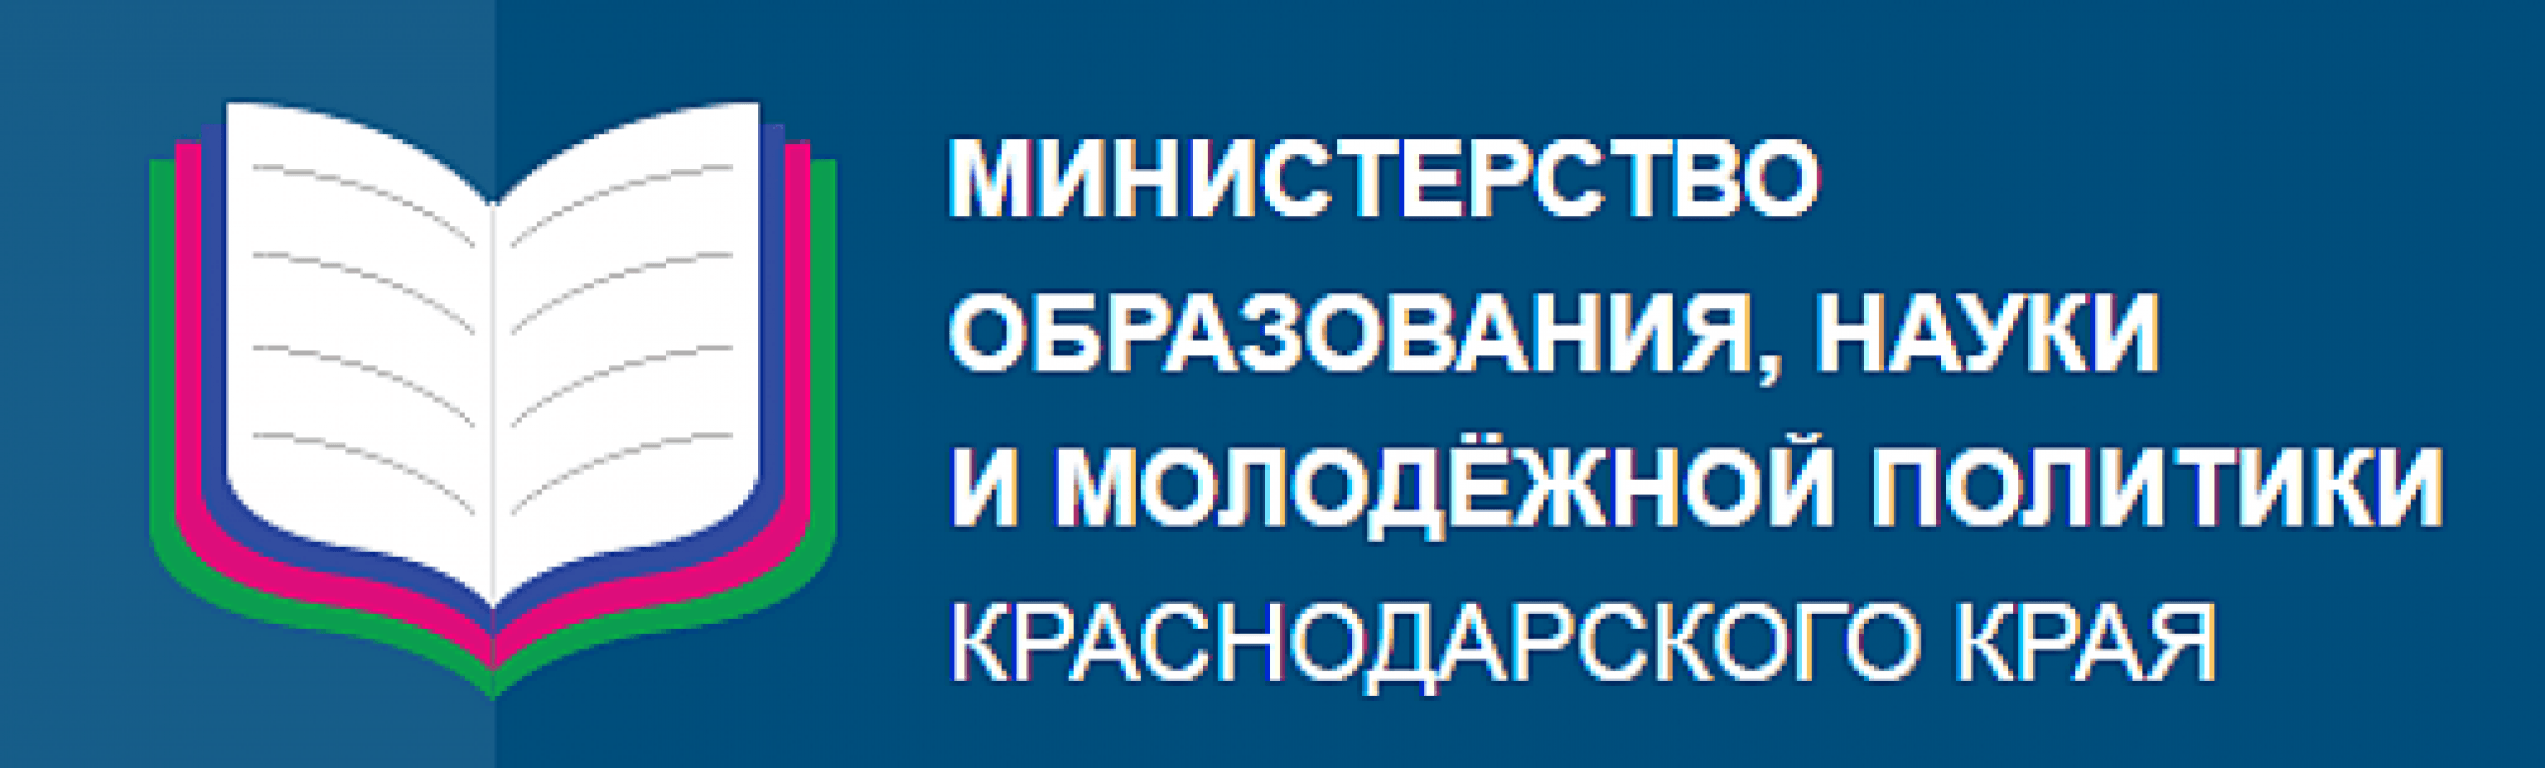 МИНИСТЕРСТВО
ОБРАЗОВАНИЯ, НАУКИ
И МОЛОДЁЖНОЙ ПОЛИТИКИ
КРАСНОДАРСКОГО КРАЯ